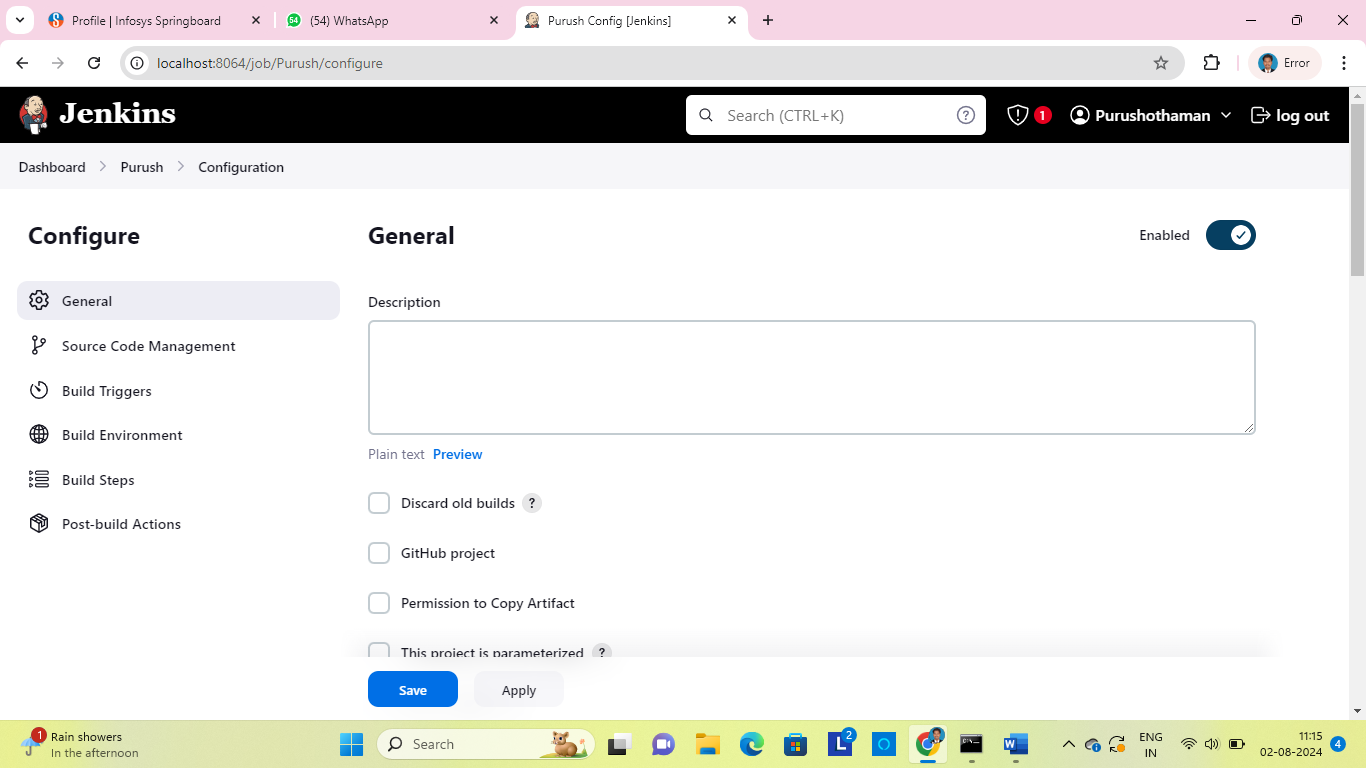 Profile | Infosys Springboard
54
(54) WhatsApp
Purush Config [Jenkins]
localhost:8064/job/Purush/configure
Error
Jenkins
Search (CTRL+K)
?
1
Purushothaman
log out
Dashboard
Purush
Configuration
Configure
General
Source Code Management
Build Triggers
Build Environment
Build Steps
Post-build Actions
General
Enabled
Description
Plain text Preview
Discard old builds ?
GitHub project
Permission to Copy Artifact
This project is parameterized ?
Save
Apply
1
Rain showers
In the afternoon
Search
L
2
ENG
IN
11:15
02-08-2024
4